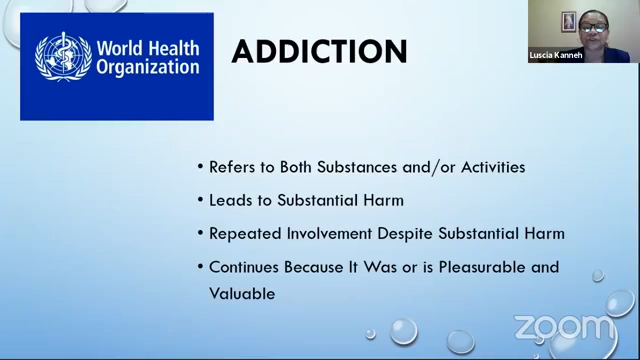 World Health
Organization
ADDICTION
Luscia Kanneh
• Refers to Both Substances and/or Activities
• Leads to Substantial Harm
• Repeated Involvement Despite Substantial Harm
• Continues Because It Was or is Pleasurable and
Valuable
zoom